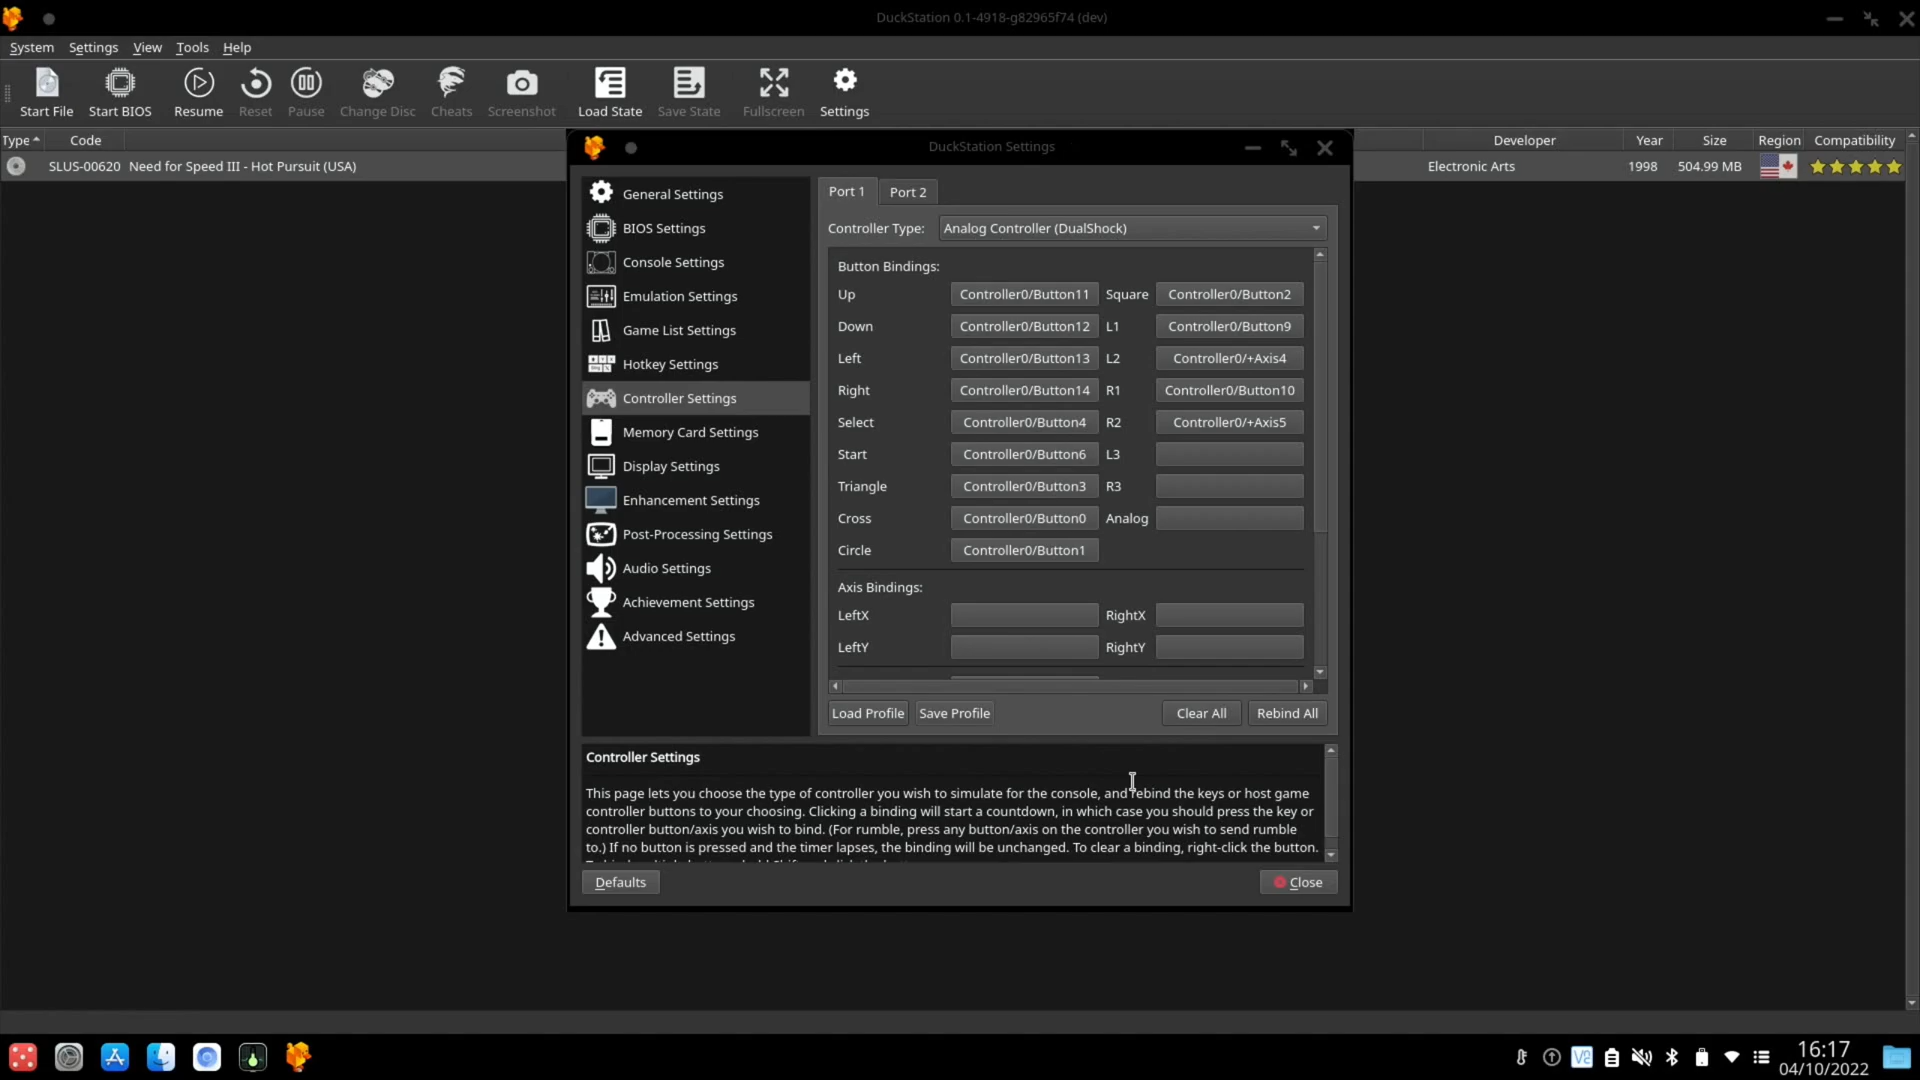 DuckStation 0.1-4918-g82965f74 (dev)
System Settings View Tools Help
Start File Start BIOS Resume Reset Pause Change Disc Cheats Screenshot Load State Save State Fullscreen Settings
Type Code Developer Year Size Region Compatibility
SLUS-00620 Need for Speed III - Hot Pursuit (USA) Electronic Arts 1998 504.99 MB
DuckStation Settings
General Settings
BIOS Settings
Console Settings
Emulation Settings
Game List Settings
Hotkey Settings
Controller Settings
Memory Card Settings
Display Settings
Enhancement Settings
Post-Processing Settings
Audio Settings
Achievement Settings
Advanced Settings
Port 1 Port 2
Controller Type: Analog Controller (DualShock)
Button Bindings:
Up Controller0/Button11 Square Controller0/Button2
Down Controller0/Button12 L1 Controller0/Button9
Left Controller0/Button13 L2 Controller0/+Axis4
Right Controller0/Button14 R1 Controller0/Button10
Select Controller0/Button4 R2 Controller0/+Axis5
Start Controller0/Button6 L3
Triangle Controller0/Button3 R3
Cross Controller0/Button0 Analog
Circle Controller0/Button1
Axis Bindings:
LeftX RightX
LeftY RightY
Load Profile Save Profile Clear All Rebind All
Controller Settings
This page lets you choose the type of controller you wish to simulate for the console, and rebind the keys or host game
controller buttons to your choosing. Clicking a binding will start a countdown, in which case you should press the key or
controller button/axis you wish to bind. (For rumble, press any button/axis on the controller you wish to send rumble
to.) If no button is pressed and the timer lapses, the binding will be unchanged. To clear a binding, right-click the button.
Defaults Close
16:17
04/10/2022